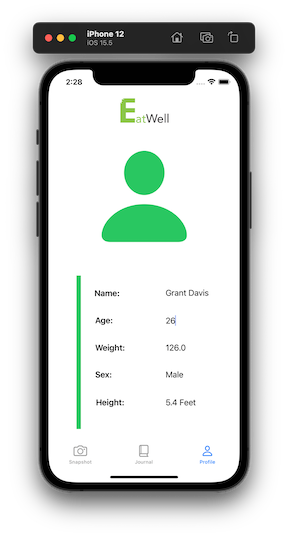 iPhone 12
iOS 15.5
2:28
EatWell
Name: Grant Davis
Age: 26
Weight: 126.0
Sex: Male
Height: 5.4 Feet
Snapshot Journal Profile